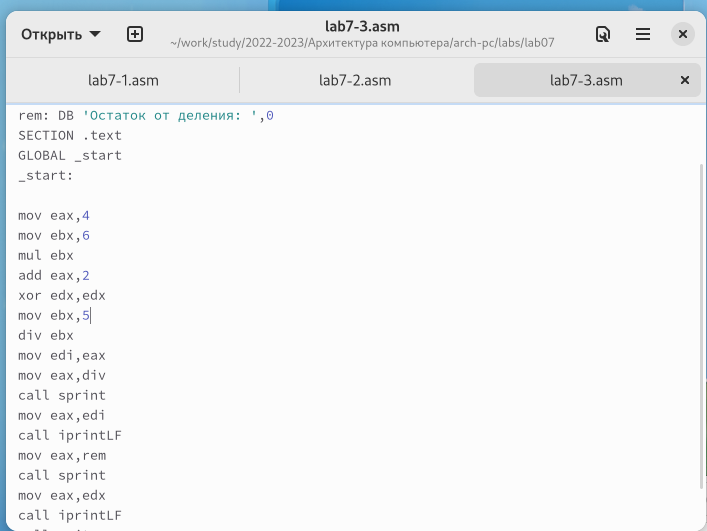 Открыть
lab7-3.asm
~/work/study/2022-2023/Архитектура компьютера/arch-pc/labs/lab07
lab7-1.asm
lab7-2.asm
lab7-3.asm
rem: DB 'Остаток от деления: ',0
SECTION .text
GLOBAL _start
_start:
mov eax,4
mov ebx,6
mul ebx
add eax,2
xor edx,edx
mov ebx,5
div ebx
mov edi,eax
mov eax,div
call sprint
mov eax,edi
call iprintLF
mov eax,rem
call sprint
mov eax,edx
call iprintLF